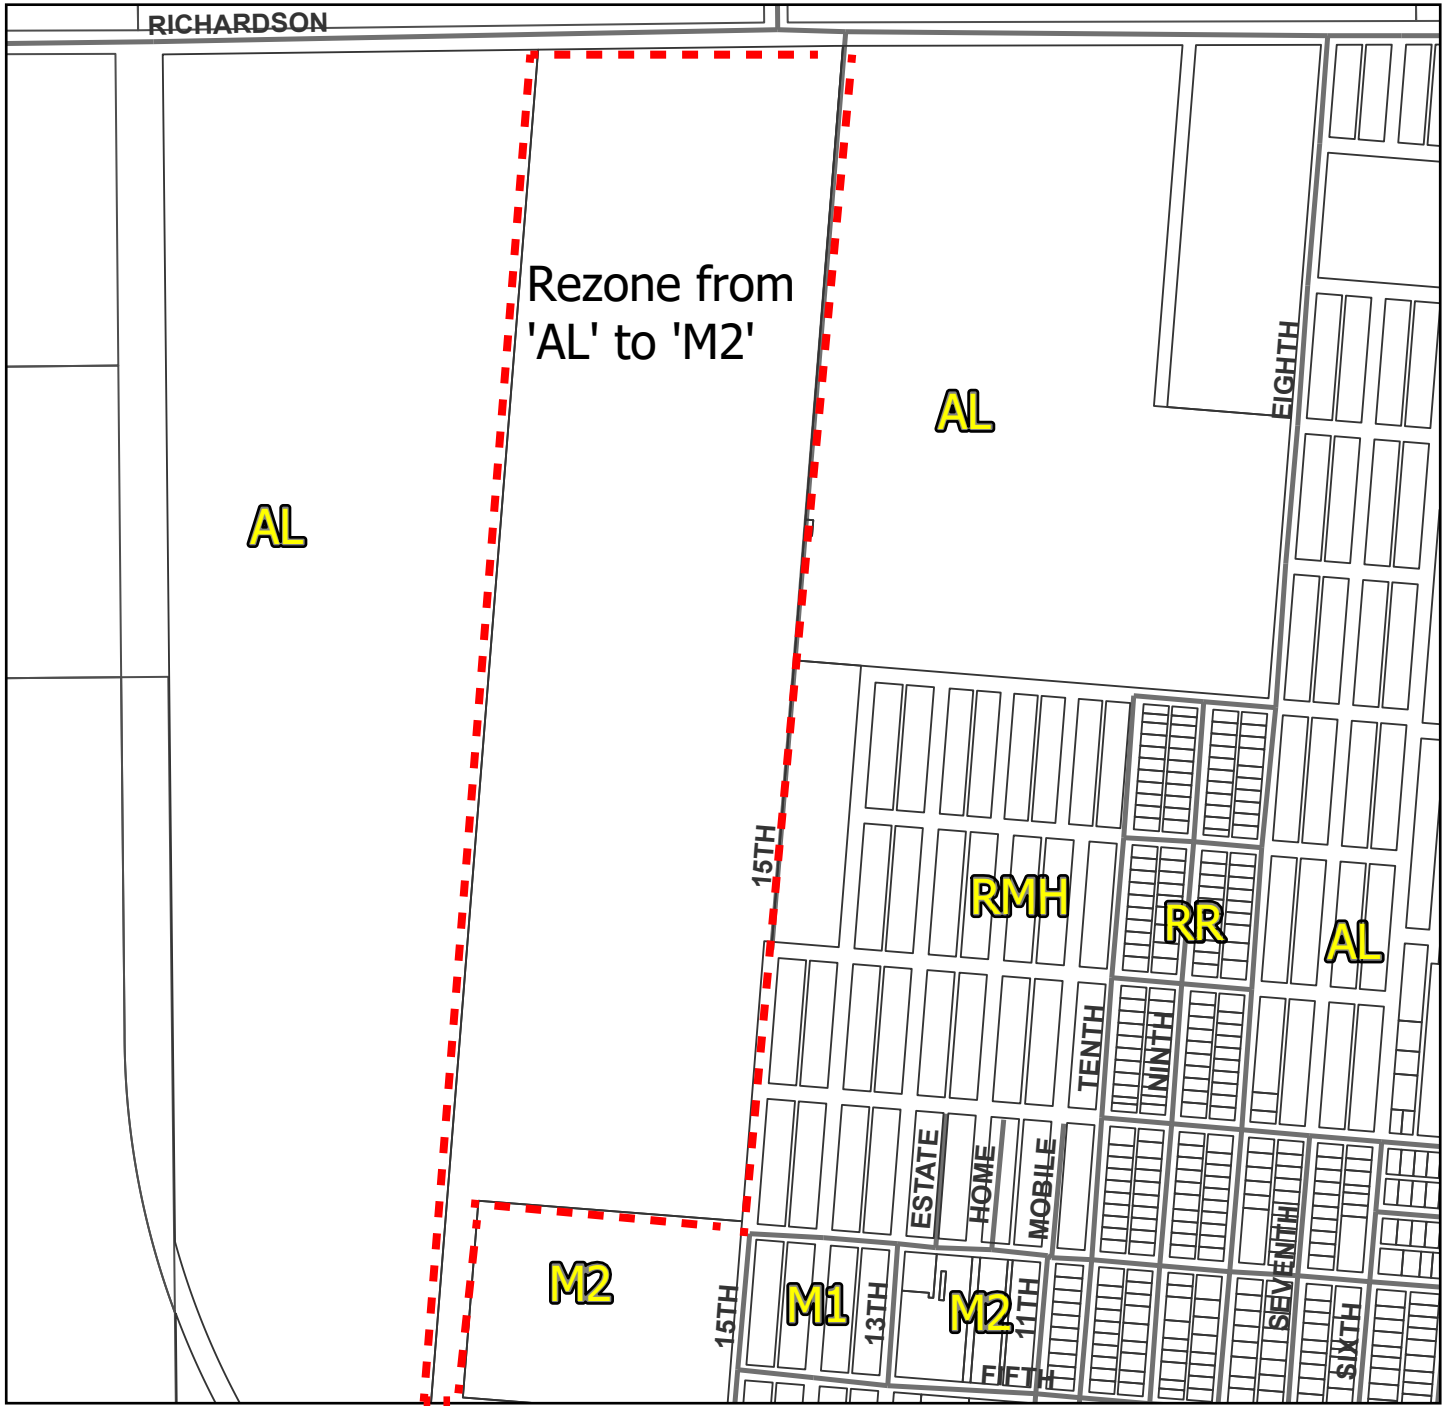 RICHARDSON
Rezone from
'AL' to 'M2'
EIGHTH
AL
AL
15TH
RMH
RR
AL
TENTH
NINTH
ESTATE
HOME
MOBILE
SEVENTH
M2
15TH
M1
13TH
M2
11TH
SIXTH
FIFTH